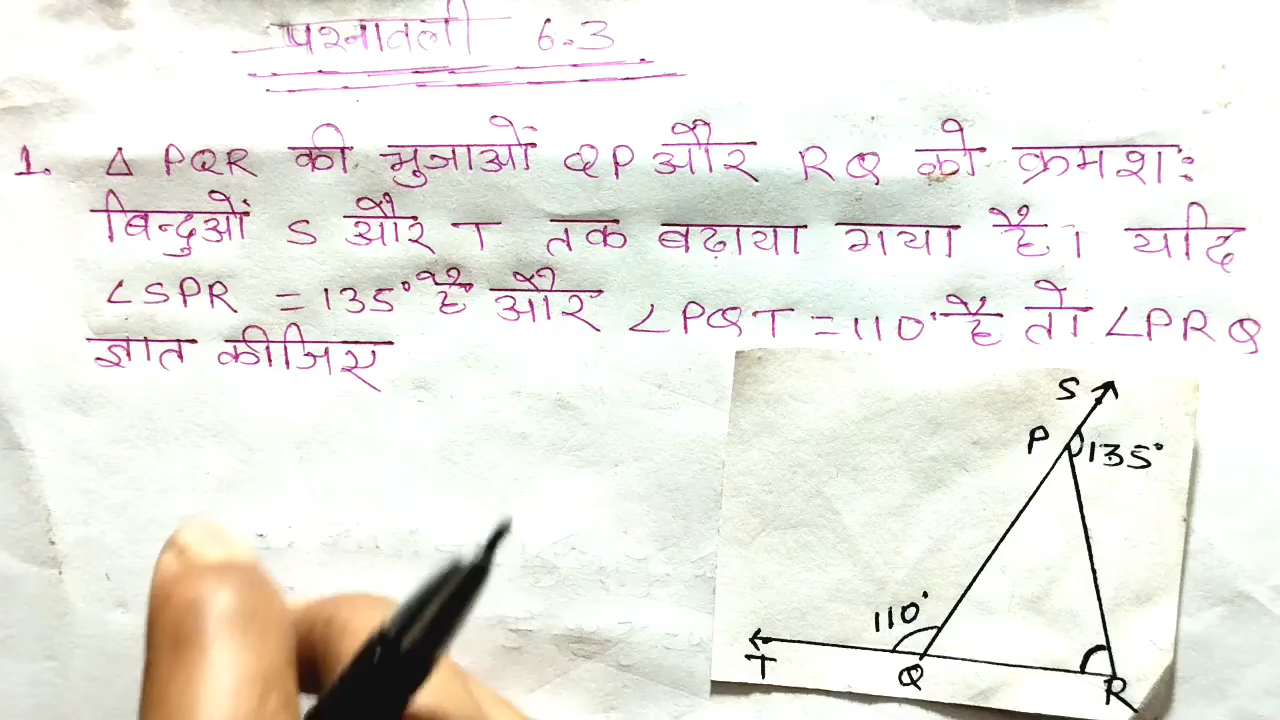 प्रश्नावली 6.3
1. △ PQR की भुजाओं QP और RQ को क्रमशः
बिन्दुओं S और T तक बढ़ाया गया है। यदि
∠SPR = 135° है और ∠PQT = 110° है तो ∠PRQ
ज्ञात कीजिए
S
P
135°
110°
T
Q
R